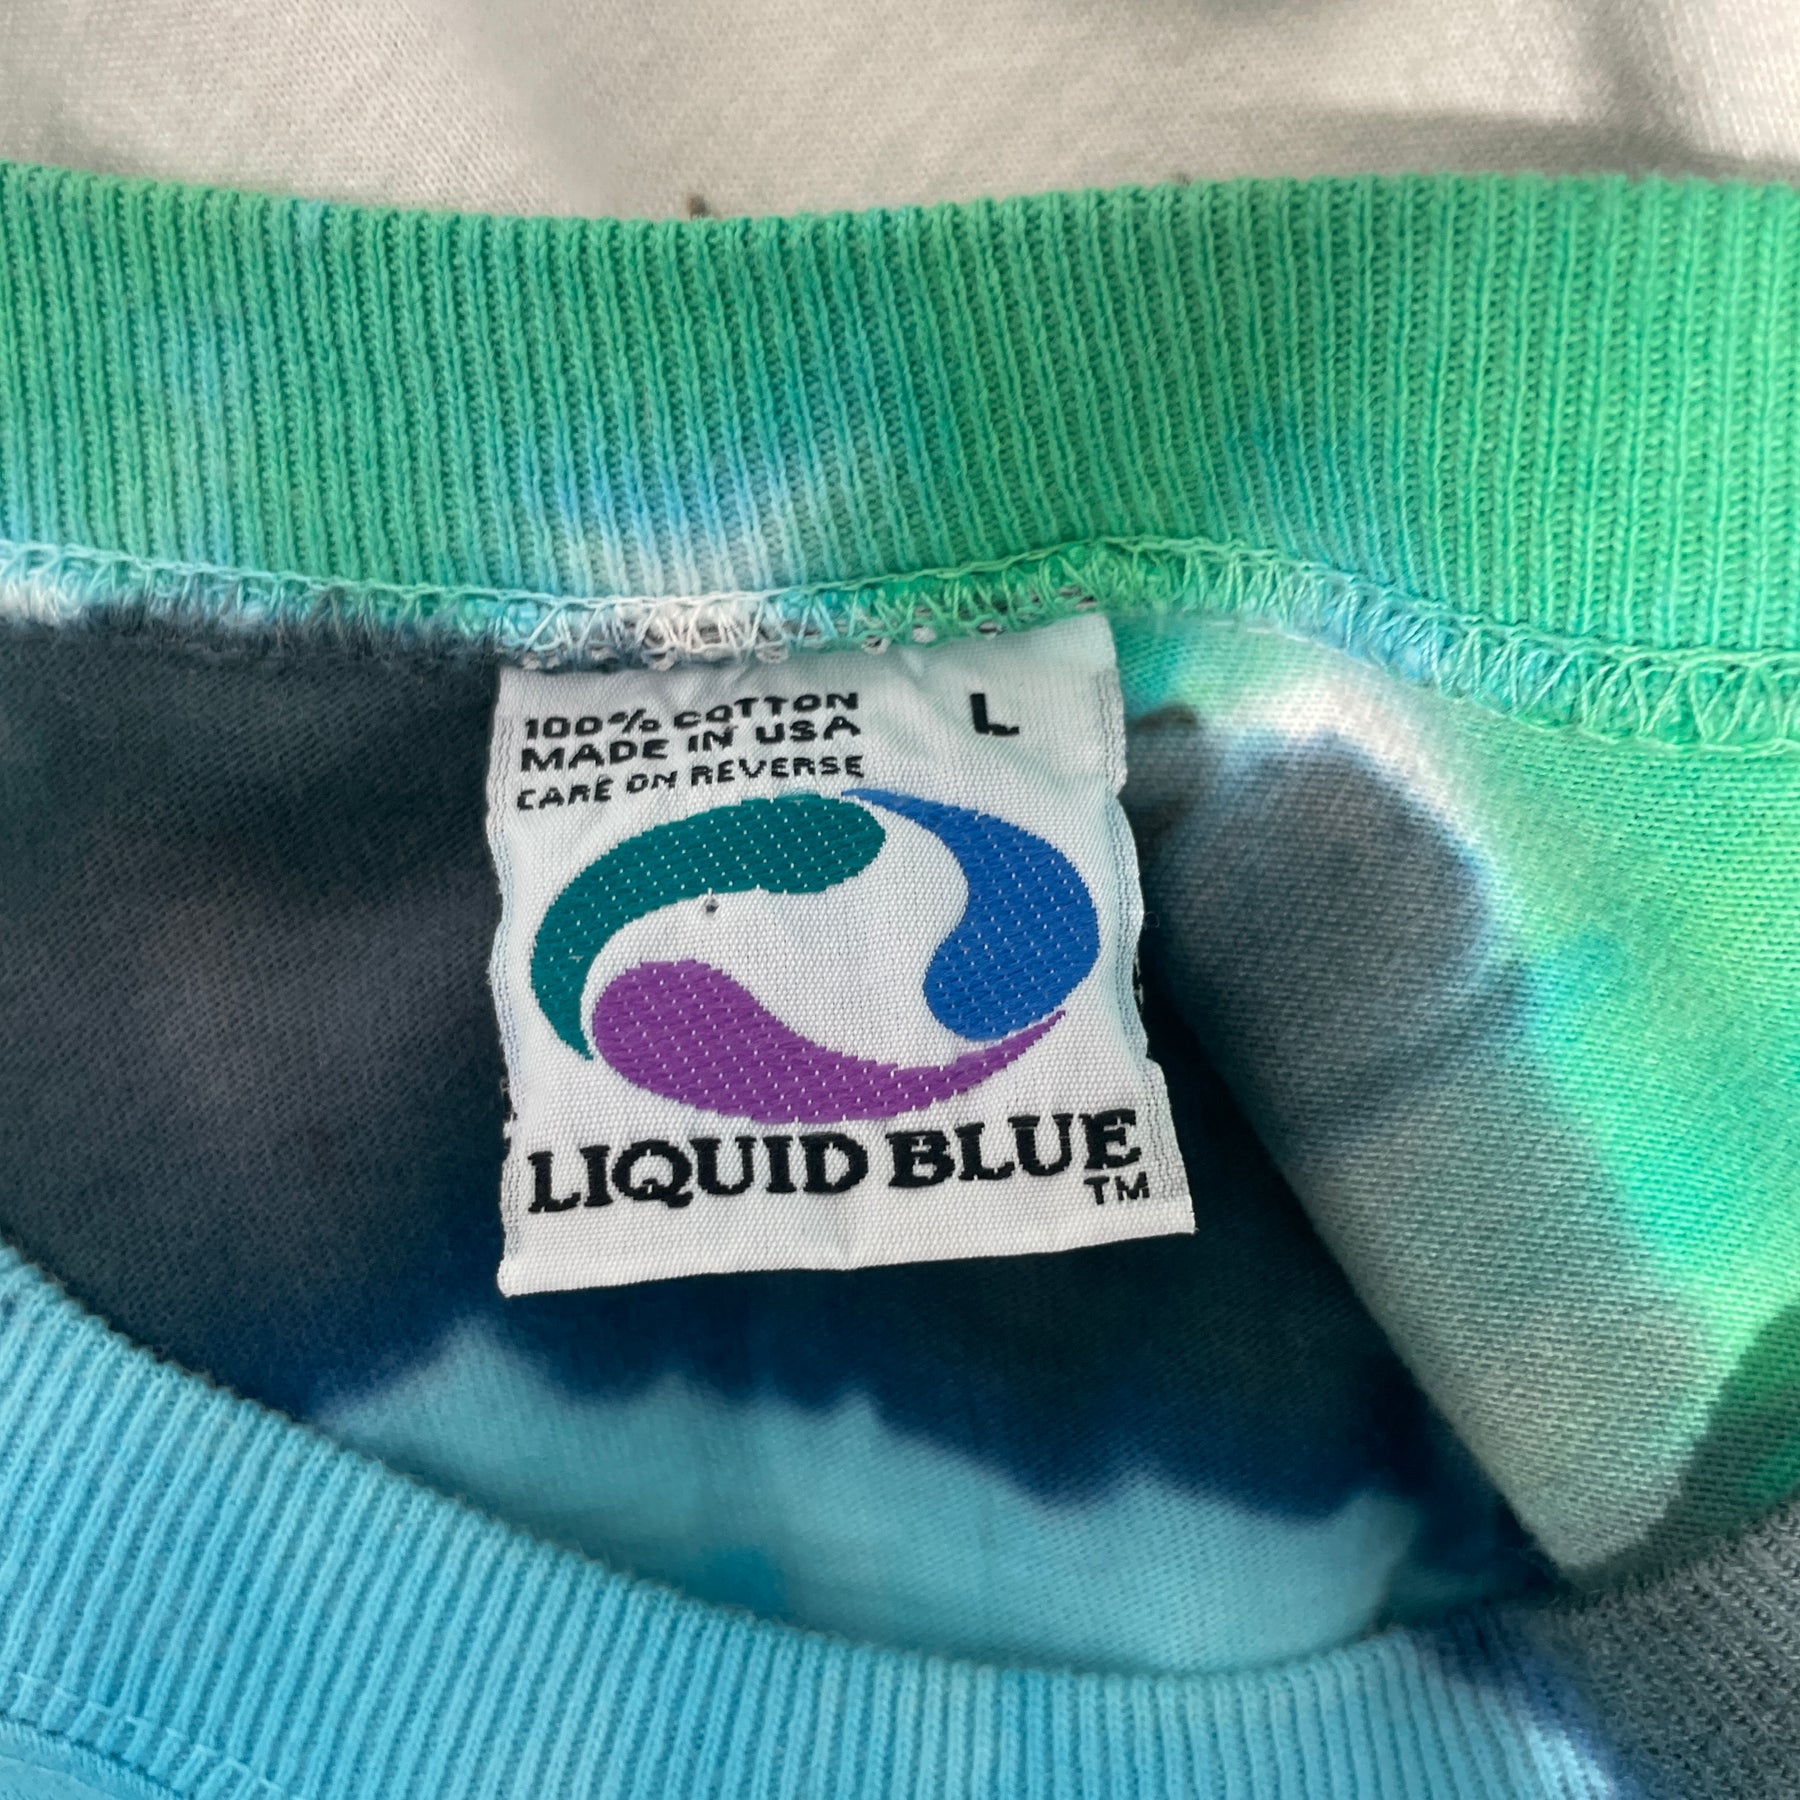 100% COTTON L
MADE IN USA
CARE ON REVERSE
LIQUID BLUE
TM